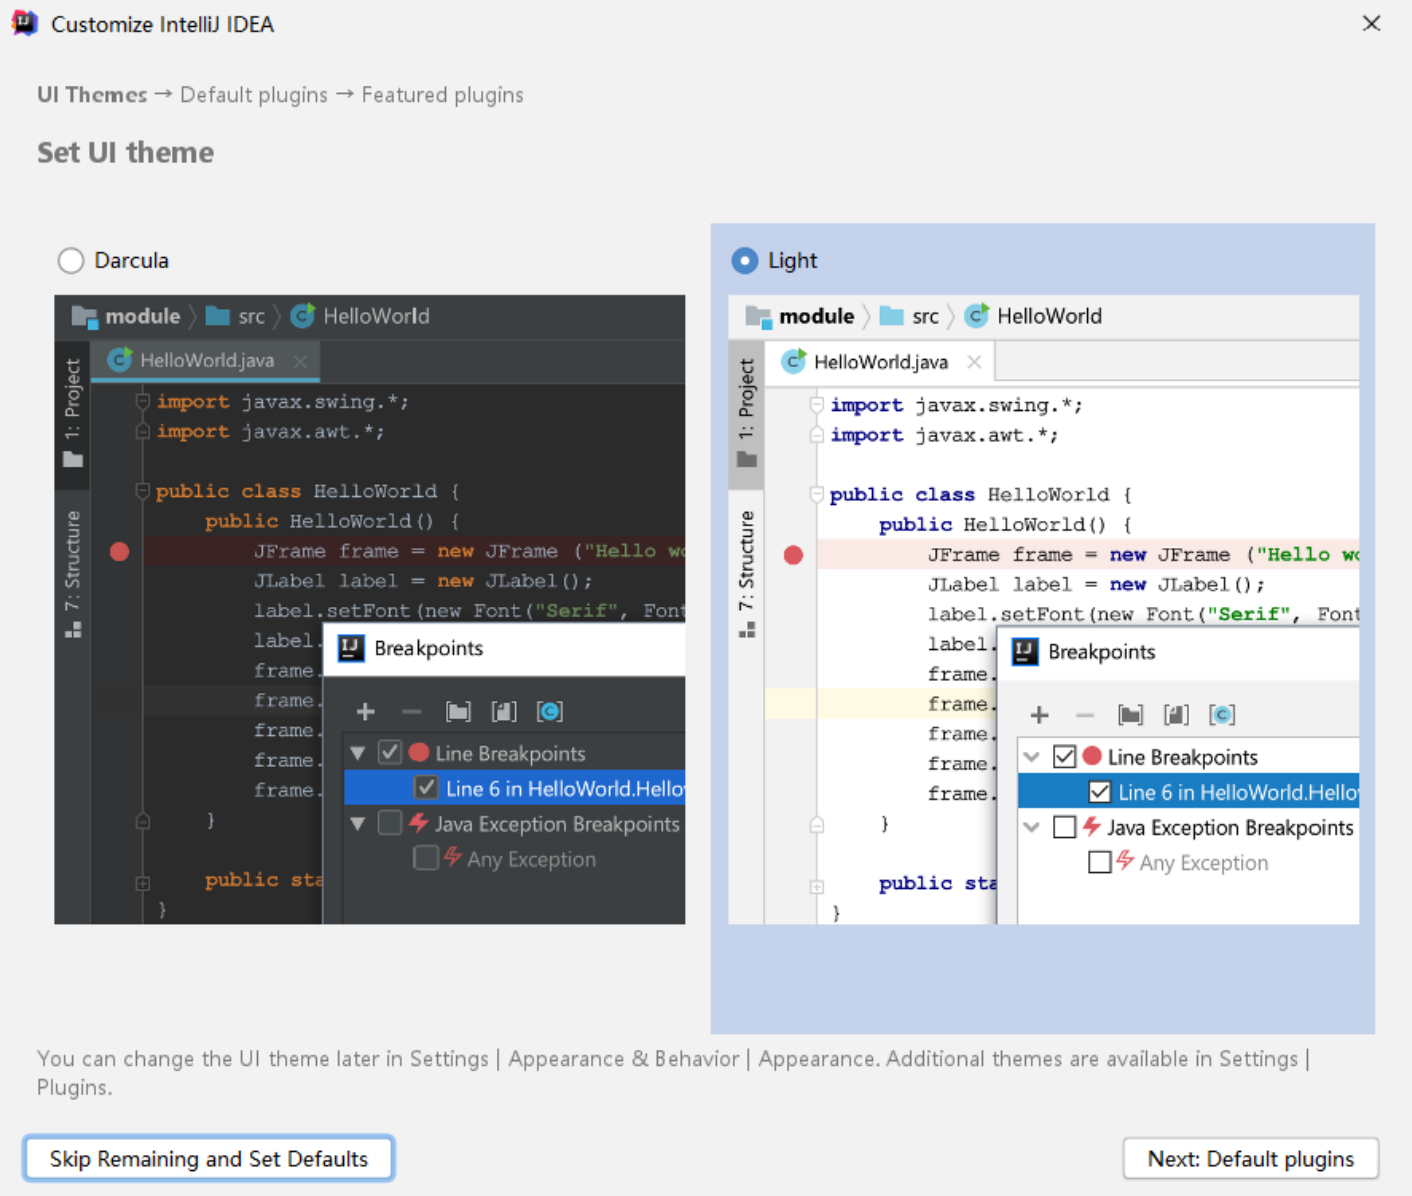 Customize IntelliJ IDEA
UI Themes → Default plugins → Featured plugins
Set UI theme
Darcula
module 〉 src 〉 HelloWorld
HelloWorld.java
1: Project
7: Structure
import javax.swing.*;
import javax.awt.*;
public class HelloWorld {
public HelloWorld() {
JFrame frame = new JFrame ("Hello wo
JLabel label = new JLabel();
label.setFont(new Font("Serif", Font
label.
frame.
frame.
frame.
frame.
frame.
}
public sta
}
Breakpoints
Line Breakpoints
Line 6 in HelloWorld.Hello
Java Exception Breakpoints
Any Exception
Light
module 〉 src 〉 HelloWorld
HelloWorld.java
1: Project
7: Structure
import javax.swing.*;
import javax.awt.*;
public class HelloWorld {
public HelloWorld() {
JFrame frame = new JFrame ("Hello wo
JLabel label = new JLabel();
label.setFont(new Font("Serif", Font
label.
frame.
frame.
frame.
frame.
frame.
}
public sta
}
Breakpoints
Line Breakpoints
Line 6 in HelloWorld.Hello
Java Exception Breakpoints
Any Exception
You can change the UI theme later in Settings | Appearance & Behavior | Appearance. Additional themes are available in Settings |
Plugins.
Skip Remaining and Set Defaults
Next: Default plugins